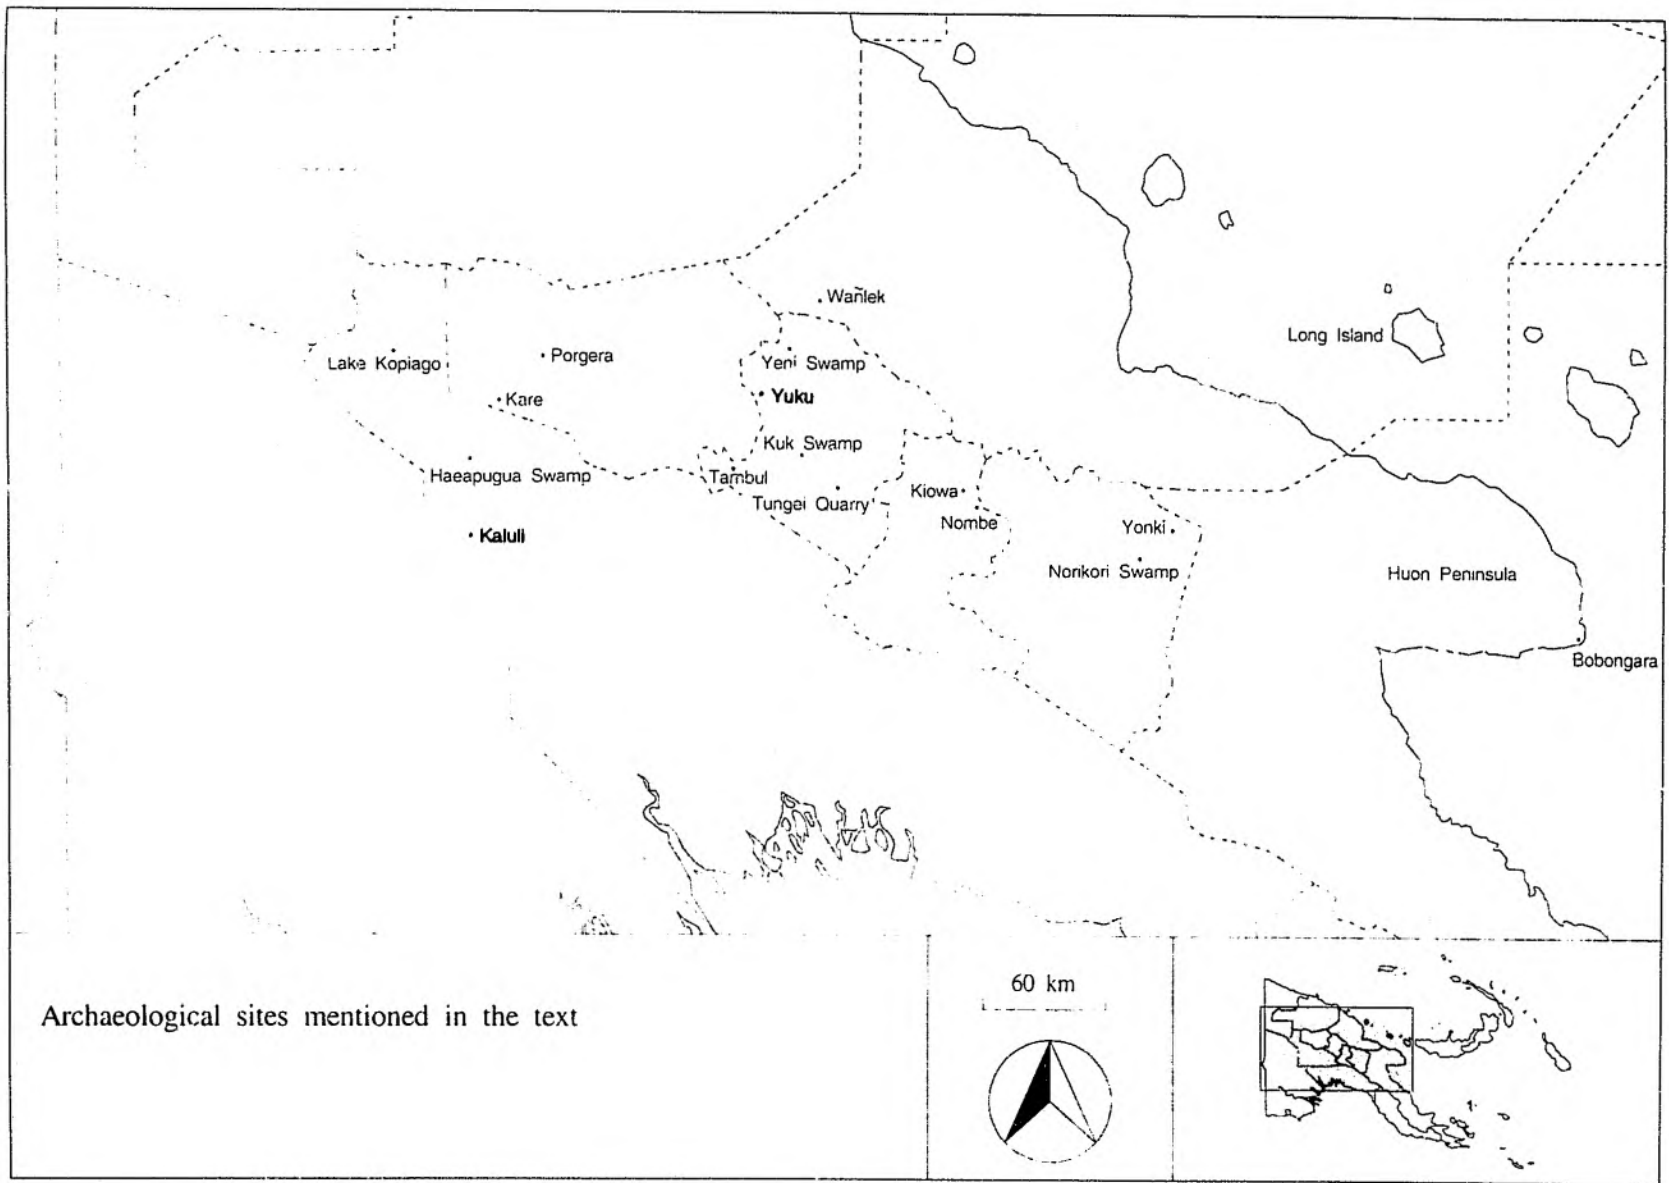 Wañlek
Long Island
Lake Kopiago
Porgera
Yeni Swamp
Kare
Yuku
Kuk Swamp
Haeapugua Swamp
Tambul
Tungei Quarry
Kiowa
Nombe
Yonki
Kaluli
Norikori Swamp
Huon Peninsula
Bobongara
Archaeological sites mentioned in the text
60 km